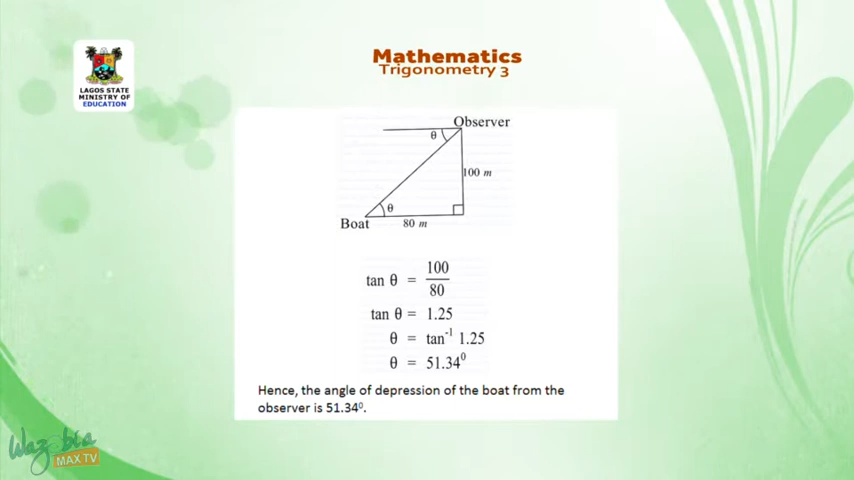 LAGOS STATE
MINISTRY OF
EDUCATION
Mathematics
Trigonometry 3
Observer
θ
100 m
θ
Boat
80 m
tan θ = 100/80
tan θ = 1.25
θ = tan⁻¹ 1.25
θ = 51.34⁰
Hence, the angle of depression of the boat from the
observer is 51.34⁰.
Wazobia
MAX TV